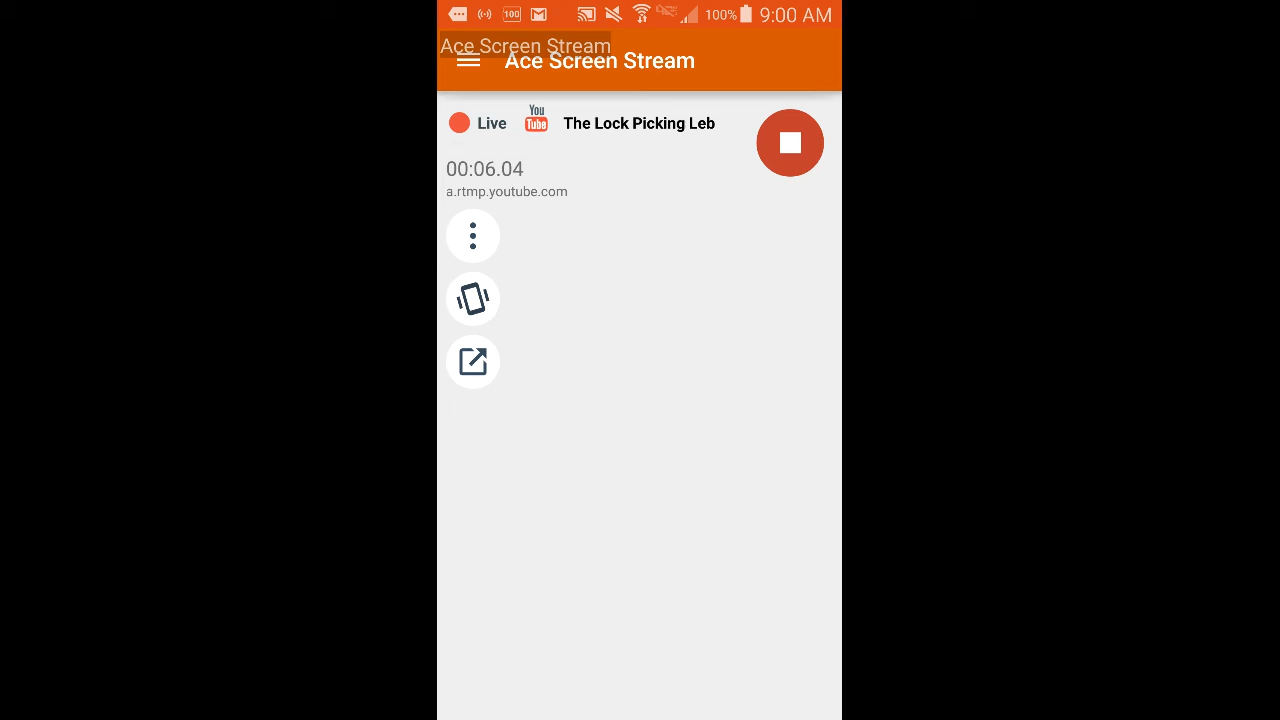 100 100% 9:00 AM
Ace Screen Stream
Ace Screen Stream
Live You Tube The Lock Picking Leb
00:06.04
a.rtmp.youtube.com